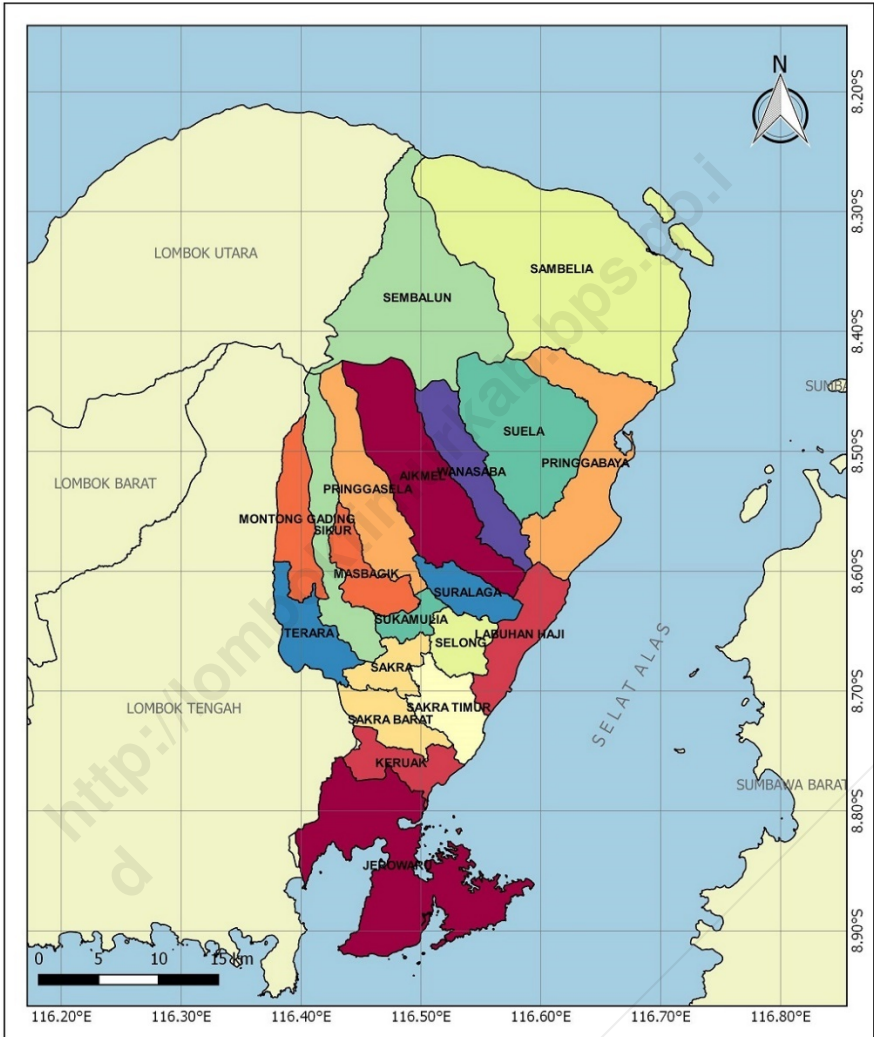 N
8.20°S
8.30°S
LOMBOK UTARA
SAMBELIA
SEMBALUN
8.40°S
SUMBA
SUELA
8.50°S
PRINGGABAYA
WANASABA
AIKMEL
LOMBOK BARAT
PRINGGASELA
MONTONG GADING
SIKUR
MASBAGIK
8.60°S
SURALAGA
SUKAMULIA
TERARA
SELONG
LABUHAN HAJI
SAKRA
SELAT ALAS
8.70°S
LOMBOK TENGAH
SAKRA TIMUR
SAKRA BARAT
KERUAK
SUMBAWA BARAT
8.80°S
JEROWARU
8.90°S
0 5 10 15 km
116.20°E 116.30°E 116.40°E 116.50°E 116.60°E 116.70°E 116.80°E